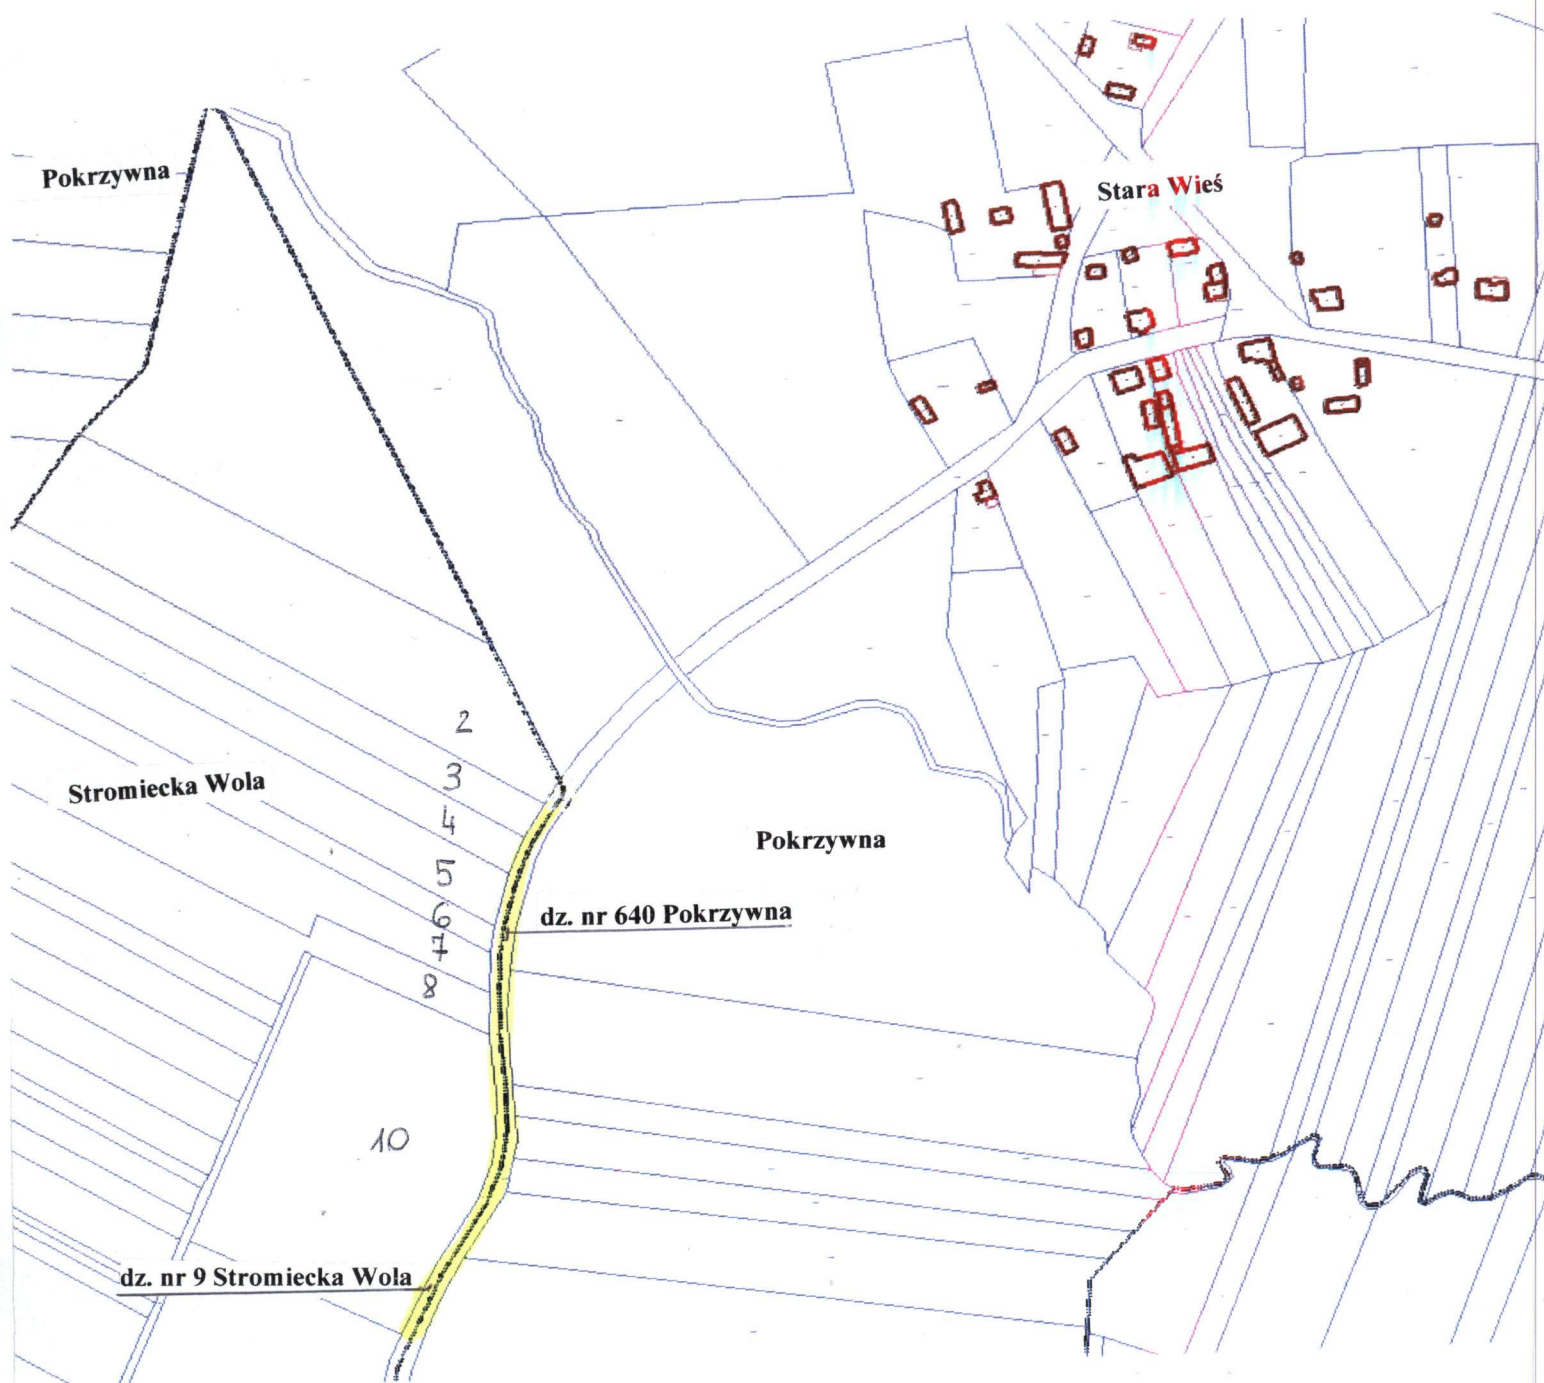 Pokrzywna
Stara Wieś
2
3
Stromiecka Wola
4
Pokrzywna
5
6
dz. nr 640 Pokrzywna
7
8
10
dz. nr 9 Stromiecka Wola